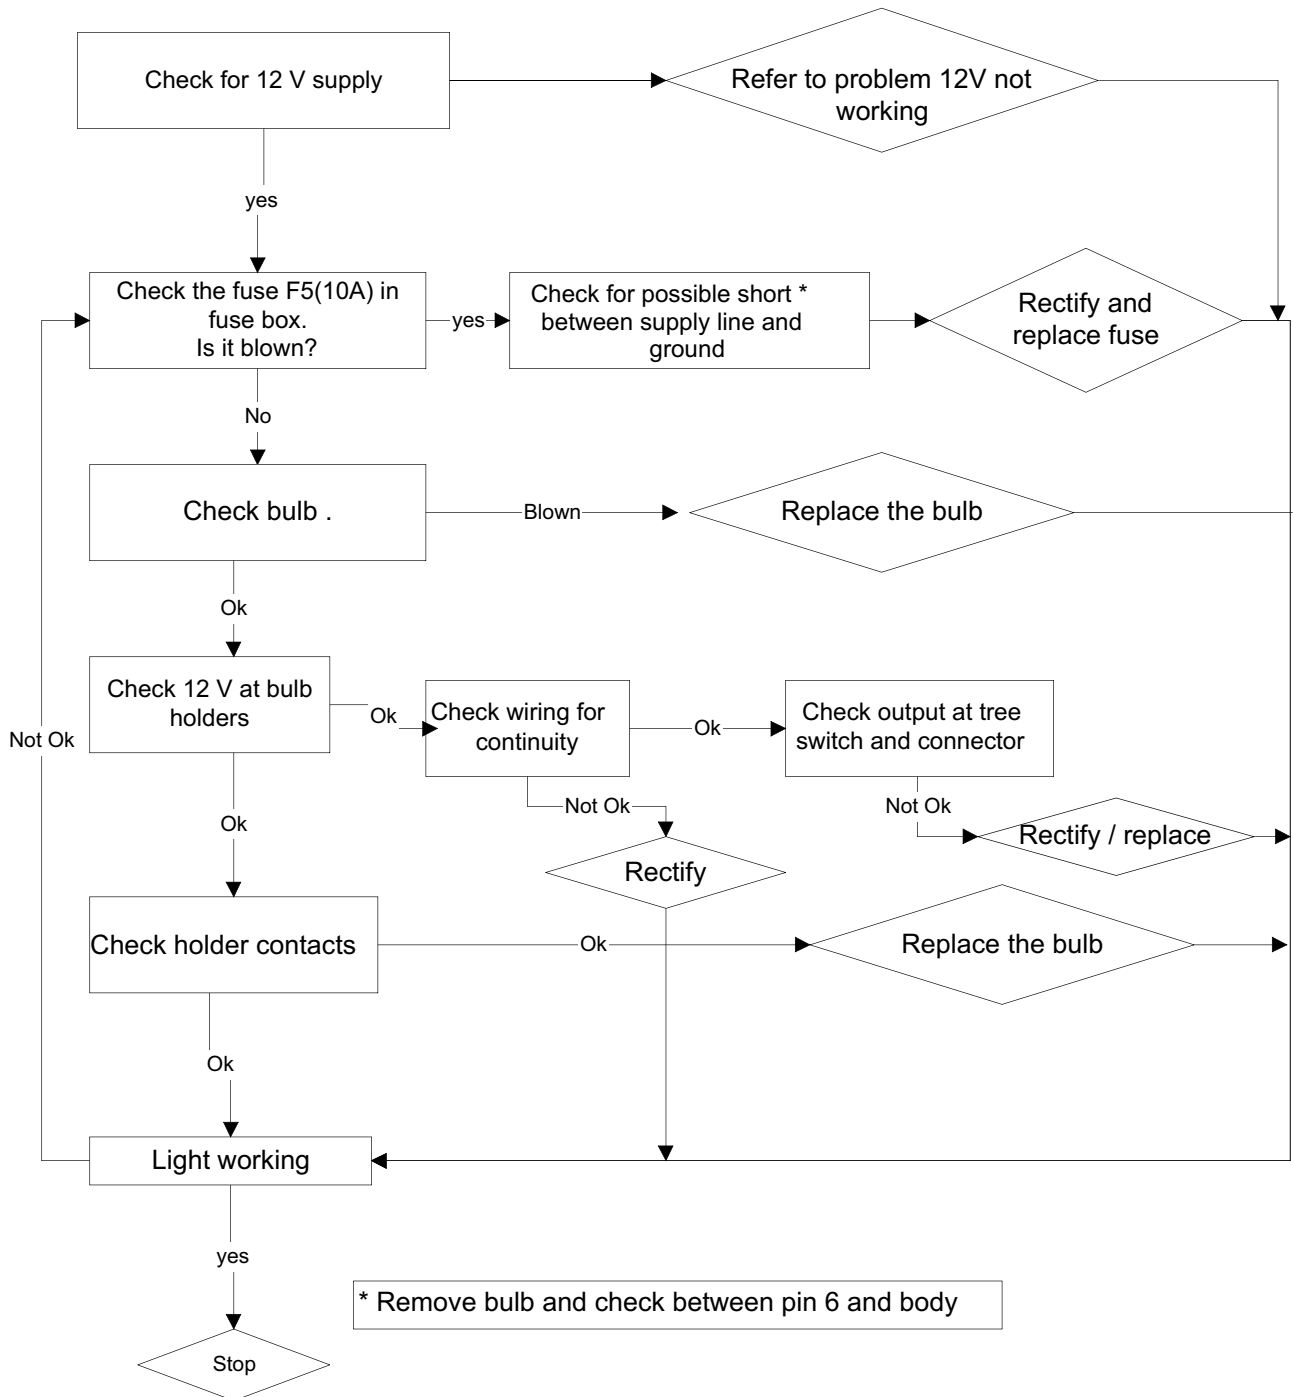 Check for 12 V supply
Refer to problem 12V not
working
yes
Check the fuse F5(10A) in
fuse box.
Is it blown?
yes
Check for possible short *
between supply line and
ground
Rectify and
replace fuse
No
Check bulb .
Blown
Replace the bulb
Ok
Check 12 V at bulb
holders
Ok
Check wiring for
continuity
Ok
Check output at tree
switch and connector
Not Ok
Ok
Not Ok
Not Ok
Rectify / replace
Rectify
Check holder contacts
Ok
Replace the bulb
Ok
Light working
yes
* Remove bulb and check between pin 6 and body
Stop